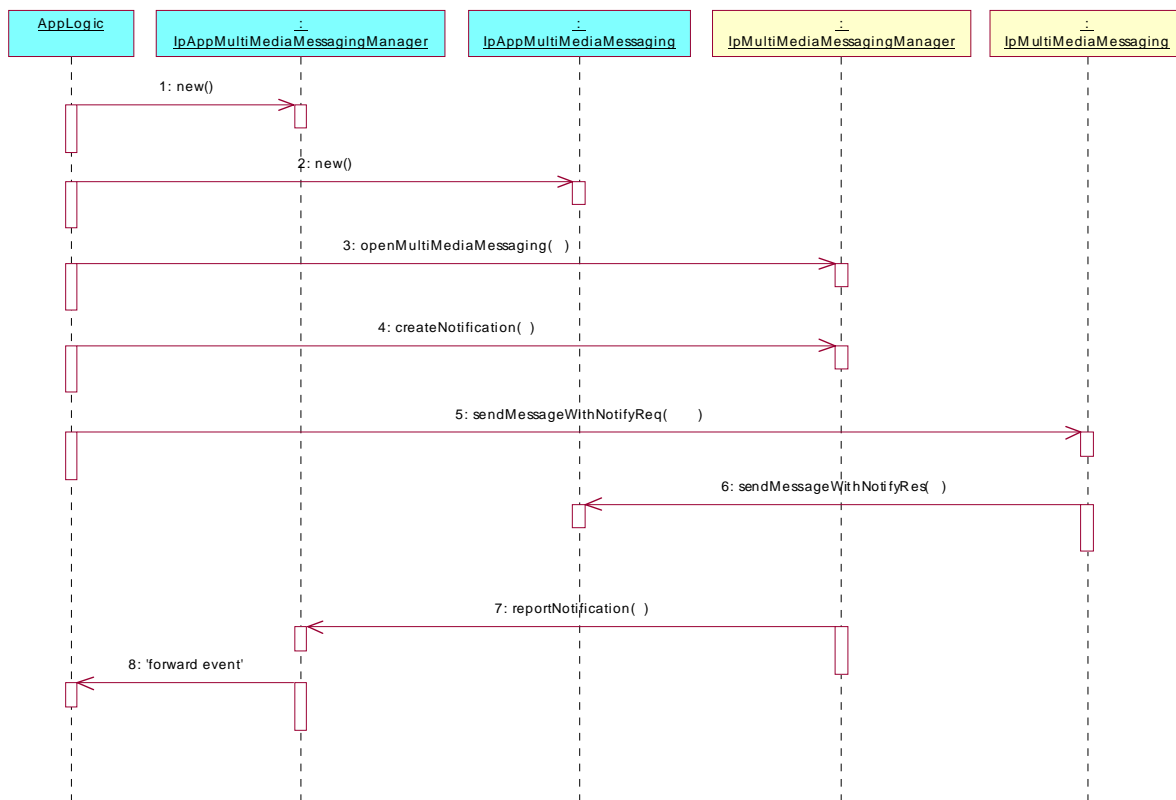 AppLogic
:
IpAppMultiMediaMessagingManager
:
IpAppMultiMediaMessaging
:
IpMultiMediaMessagingManager
:
IpMultiMediaMessaging
1: new()
2: new()
3: openMultiMediaMessaging( )
4: createNotification( )
5: sendMessageWithNotifyReq( )
6: sendMessageWithNotifyRes( )
7: reportNotification( )
8: 'forward event'